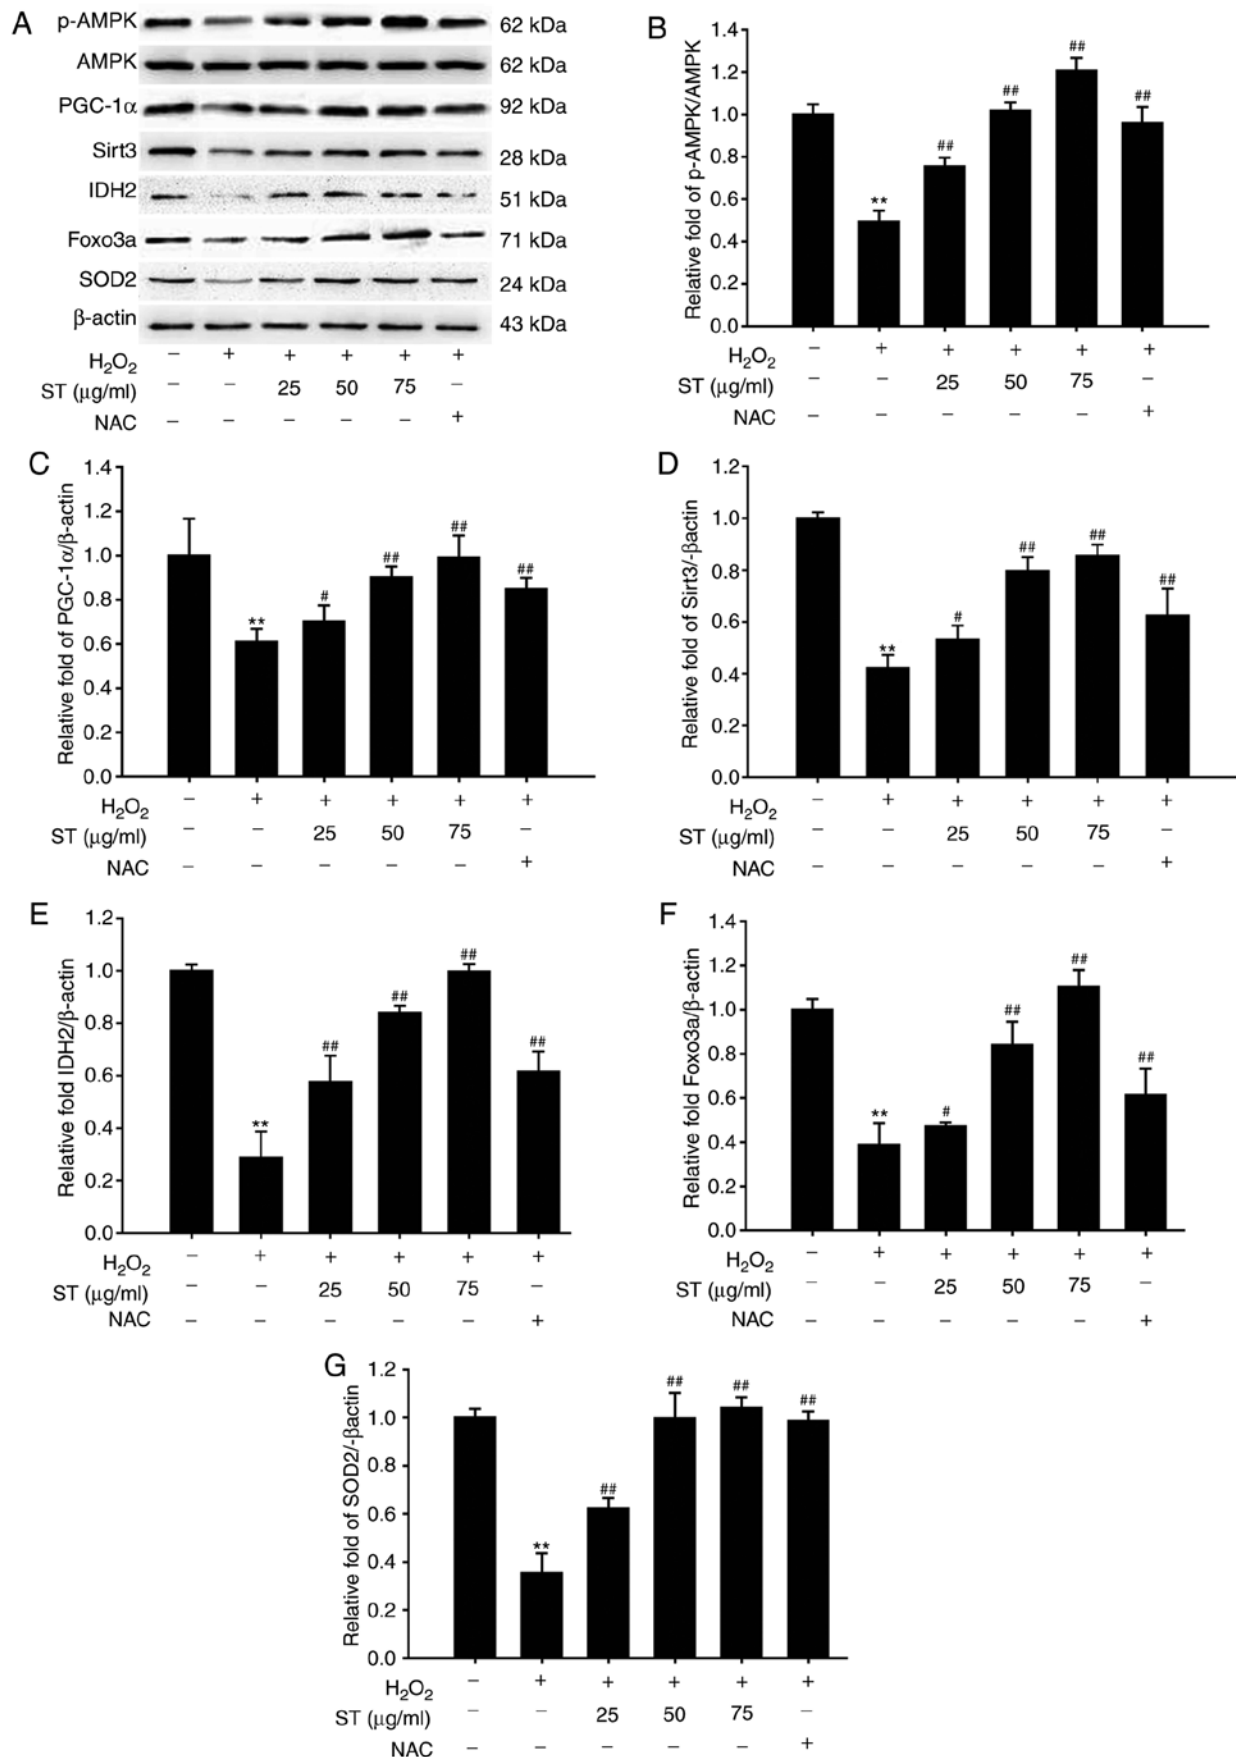 A
p-AMPK 62 kDa
AMPK 62 kDa
PGC-1α 92 kDa
Sirt3 28 kDa
IDH2 51 kDa
Foxo3a 71 kDa
SOD2 24 kDa
β-actin 43 kDa
H₂O₂ – + + + + +
ST (μg/ml) – – 25 50 75 –
NAC – – – – – +
B
Relative fold of p-AMPK/AMPK
1.4
1.2
1.0
0.8
0.6
0.4
0.2
0.0
** ## ## ## ##
H₂O₂ – + + + + +
ST (μg/ml) – – 25 50 75 –
NAC – – – – – +
C
Relative fold of PGC-1α/β-actin
1.4
1.2
1.0
0.8
0.6
0.4
0.2
0.0
** # ## ## ##
H₂O₂ – + + + + +
ST (μg/ml) – – 25 50 75 –
NAC – – – – – +
D
Relative fold of Sirt3/-βactin
1.2
1.0
0.8
0.6
0.4
0.2
0.0
** # ## ## ##
H₂O₂ – + + + + +
ST (μg/ml) – – 25 50 75 –
NAC – – – – – +
E
Relative fold IDH2/β-actin
1.2
1.0
0.8
0.6
0.4
0.2
0.0
** ## ## ## ##
H₂O₂ – + + + + +
ST (μg/ml) – – 25 50 75 –
NAC – – – – – +
F
Relative fold Foxo3a/β-actin
1.4
1.2
1.0
0.8
0.6
0.4
0.2
0.0
** # ## ## ##
H₂O₂ – + + + + +
ST (μg/ml) – – 25 50 75 –
NAC – – – – – +
G
Relative fold of SOD2/-βactin
1.2
1.0
0.8
0.6
0.4
0.2
0.0
** ## ## ## ##
H₂O₂ – + + + + +
ST (μg/ml) – – 25 50 75 –
NAC – – – – – +